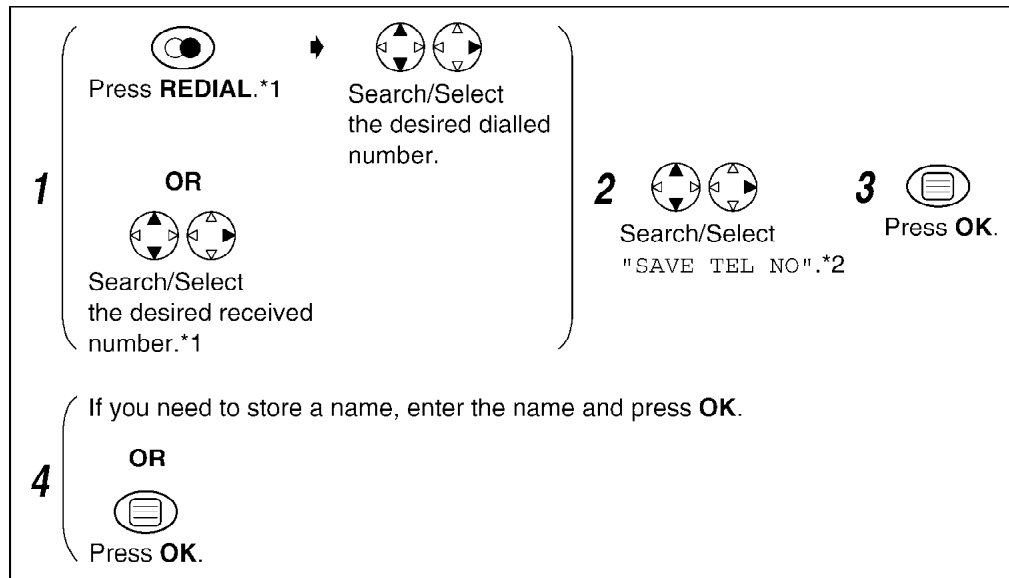 1
Press REDIAL.*1
Search/Select
the desired dialled
number.
OR
Search/Select
the desired received
number.*1
2
Search/Select
"SAVE TEL NO".*2
3
Press OK.
4
If you need to store a name, enter the name and press OK.
OR
Press OK.